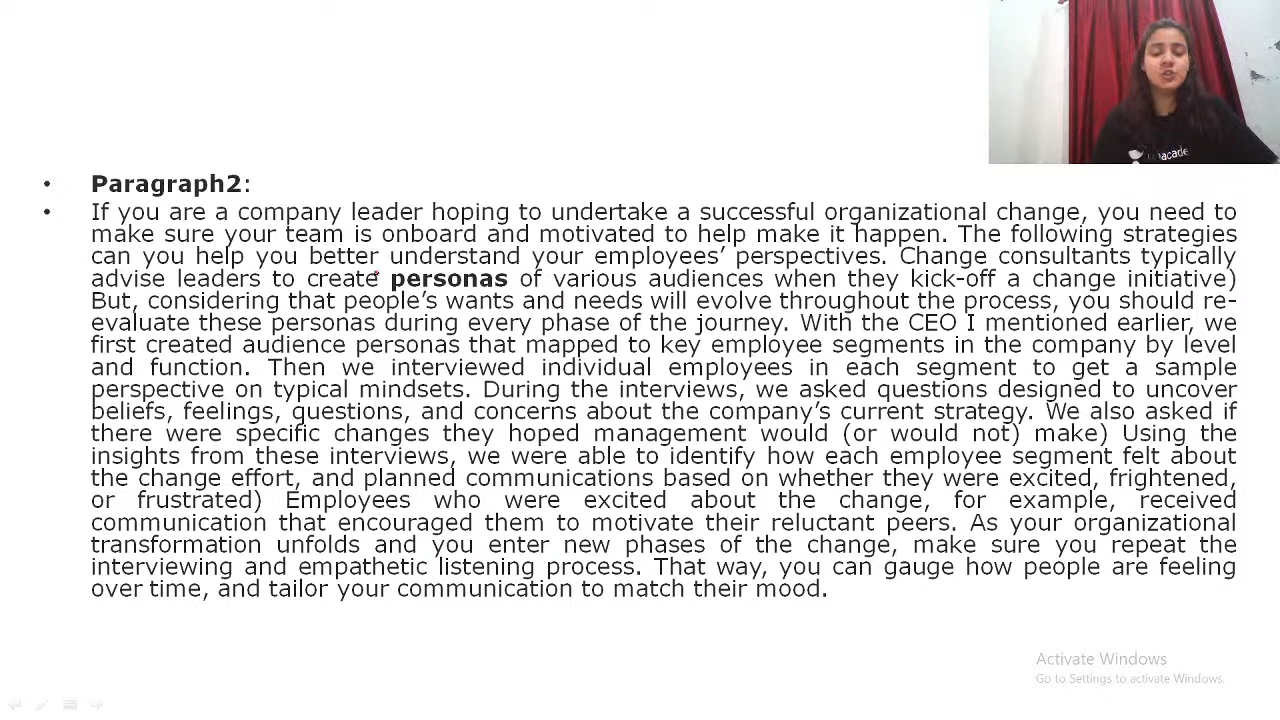 Paragraph2:
If you are a company leader hoping to undertake a successful organizational change, you need to
make sure your team is onboard and motivated to help make it happen. The following strategies
can you help you better understand your employees’ perspectives. Change consultants typically
advise leaders to create personas of various audiences when they kick-off a change initiative)
But, considering that people’s wants and needs will evolve throughout the process, you should re-
evaluate these personas during every phase of the journey. With the CEO I mentioned earlier, we
first created audience personas that mapped to key employee segments in the company by level
and function. Then we interviewed individual employees in each segment to get a sample
perspective on typical mindsets. During the interviews, we asked questions designed to uncover
beliefs, feelings, questions, and concerns about the company’s current strategy. We also asked if
there were specific changes they hoped management would (or would not) make) Using the
insights from these interviews, we were able to identify how each employee segment felt about
the change effort, and planned communications based on whether they were excited, frightened,
or frustrated) Employees who were excited about the change, for example, received
communication that encouraged them to motivate their reluctant peers. As your organizational
transformation unfolds and you enter new phases of the change, make sure you repeat the
interviewing and empathetic listening process. That way, you can gauge how people are feeling
over time, and tailor your communication to match their mood.
Activate Windows
Go to Settings to activate Windows.